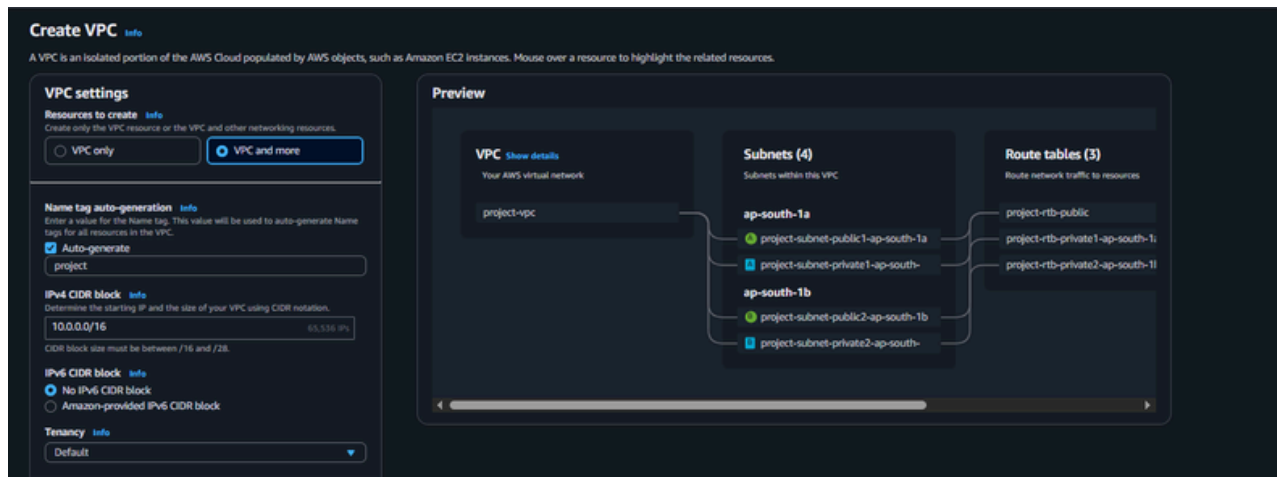 Create VPC Info
A VPC is an isolated portion of the AWS Cloud populated by AWS objects, such as Amazon EC2 instances. Mouse over a resource to highlight the related resources.
VPC settings
Resources to create Info
Create only the VPC resource or the VPC and other networking resources.
VPC only
VPC and more
Name tag auto-generation Info
Enter a value for the Name tag. This value will be used to auto-generate Name
tags for all resources in the VPC.
Auto-generate
project
IPv4 CIDR block Info
Determine the starting IP and the size of your VPC using CIDR notation.
10.0.0.0/16
65,536 IPs
CIDR block size must be between /16 and /28.
IPv6 CIDR block Info
No IPv6 CIDR block
Amazon-provided IPv6 CIDR block
Tenancy Info
Default
Preview
VPC Show details
Your AWS virtual network
project-vpc
Subnets (4)
Subnets within this VPC
ap-south-1a
A project-subnet-public1-ap-south-1a
A project-subnet-private1-ap-south-
ap-south-1b
B project-subnet-public2-ap-south-1b
B project-subnet-private2-ap-south-
Route tables (3)
Route network traffic to resources
project-rtb-public
project-rtb-private1-ap-south-1a
project-rtb-private2-ap-south-1